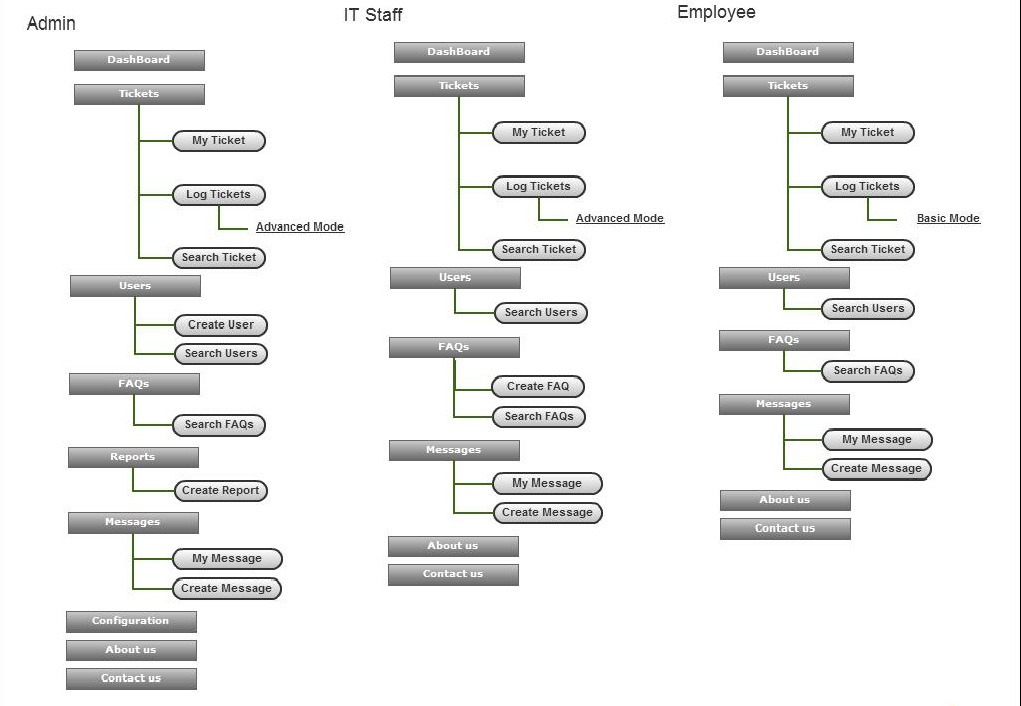 Admin
DashBoard
Tickets
My Ticket
Log Tickets
Advanced Mode
Search Ticket
Users
Create User
Search Users
FAQs
Search FAQs
Reports
Create Report
Messages
My Message
Create Message
Configuration
About us
Contact us
IT Staff
DashBoard
Tickets
My Ticket
Log Tickets
Advanced Mode
Search Ticket
Users
Search Users
FAQs
Create FAQ
Search FAQs
Messages
My Message
Create Message
About us
Contact us
Employee
DashBoard
Tickets
My Ticket
Log Tickets
Basic Mode
Search Ticket
Users
Search Users
FAQs
Search FAQs
Messages
My Message
Create Message
About us
Contact us